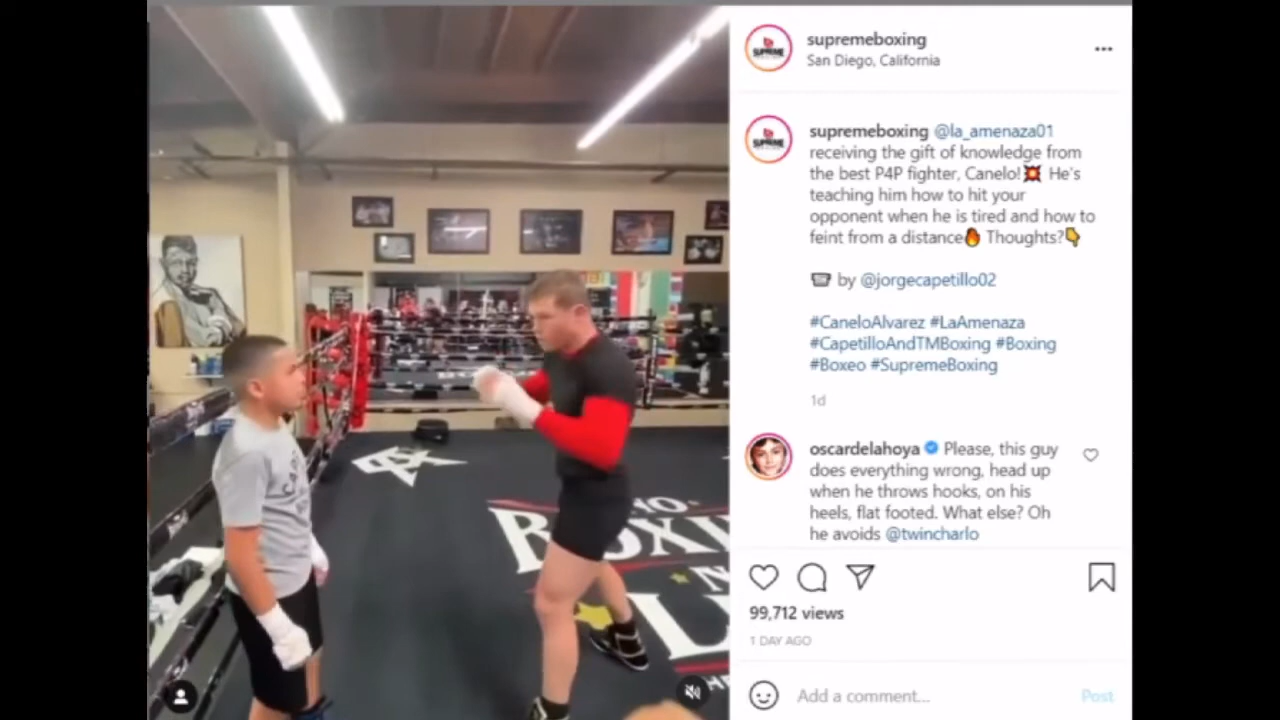 supremeboxing
San Diego, California
supremeboxing @la_amenaza01
receiving the gift of knowledge from
the best P4P fighter, Canelo!💥 He's
teaching him how to hit your
opponent when he is tired and how to
feint from a distance🔥 Thoughts?👇
by @jorgecapetillo02
#CaneloAlvarez #LaAmenaza
#CapetilloAndTMBoxing #Boxing
#Boxeo #SupremeBoxing
1d
oscardelahoya Please, this guy
does everything wrong, head up
when he throws hooks, on his
heels, flat footed. What else? Oh
he avoids @twincharlo
99,712 views
1 DAY AGO
Add a comment...
Post
SUPREME
SUPREME
BOXIN
NO
L